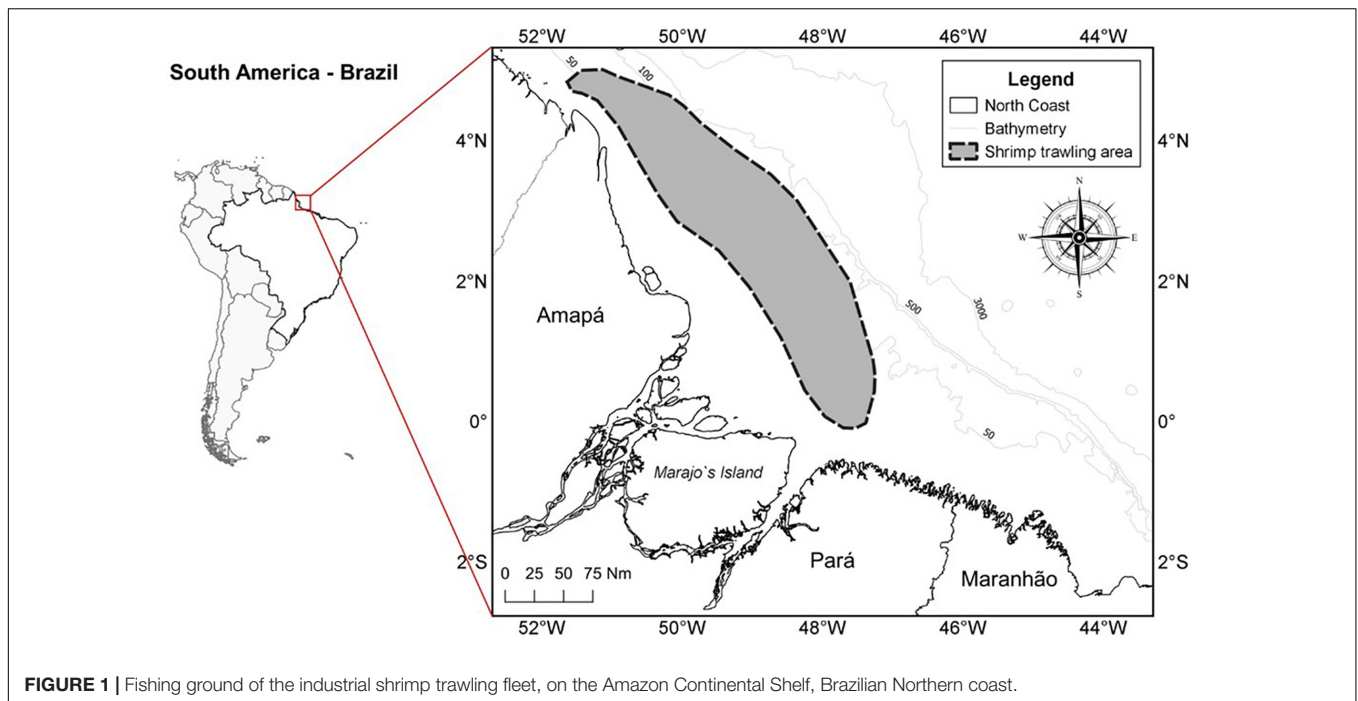 52°W 50°W 48°W 46°W 44°W
South America - Brazil
50
100
Legend
North Coast
Bathymetry
Shrimp trawling area
4°N
4°N
N
W
E
S
2°N
2°N
500
3000
Amapá
0°
0°
50
Marajo`s Island
2°S
2°S
Pará
Maranhão
0 25 50 75 Nm
52°W 50°W 48°W 46°W 44°W
FIGURE 1 | Fishing ground of the industrial shrimp trawling fleet, on the Amazon Continental Shelf, Brazilian Northern coast.